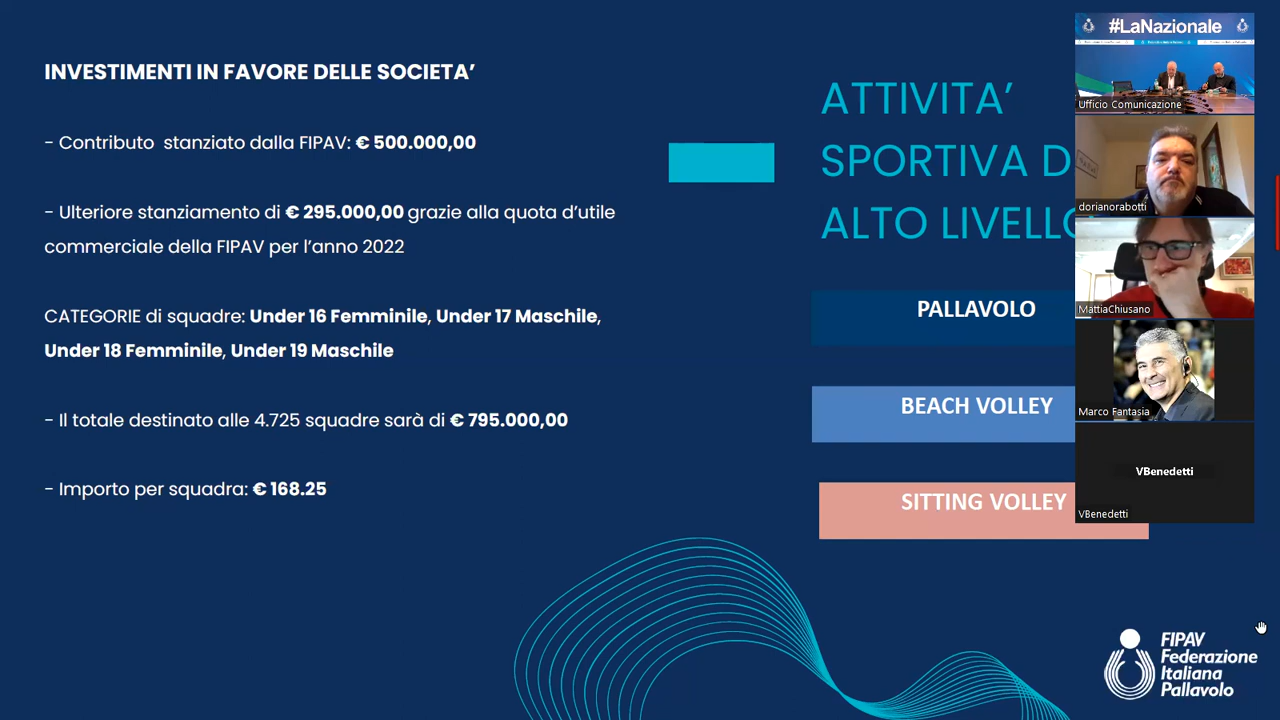 INVESTIMENTI IN FAVORE DELLE SOCIETA’
- Contributo stanziato dalla FIPAV: € 500.000,00
- Ulteriore stanziamento di € 295.000,00 grazie alla quota d’utile
commerciale della FIPAV per l’anno 2022
CATEGORIE di squadre: Under 16 Femminile, Under 17 Maschile,
Under 18 Femminile, Under 19 Maschile
- Il totale destinato alle 4.725 squadre sarà di € 795.000,00
- Importo per squadra: € 168.25
ATTIVITA’
SPORTIVA D
ALTO LIVELLO
PALLAVOLO
BEACH VOLLEY
SITTING VOLLEY
#LaNazionale
Ufficio Comunicazione
dorianorabotti
MattiaChiusano
Marco Fantasia
VBenedetti
VBenedetti
FIPAV
Federazione
Italiana
Pallavolo